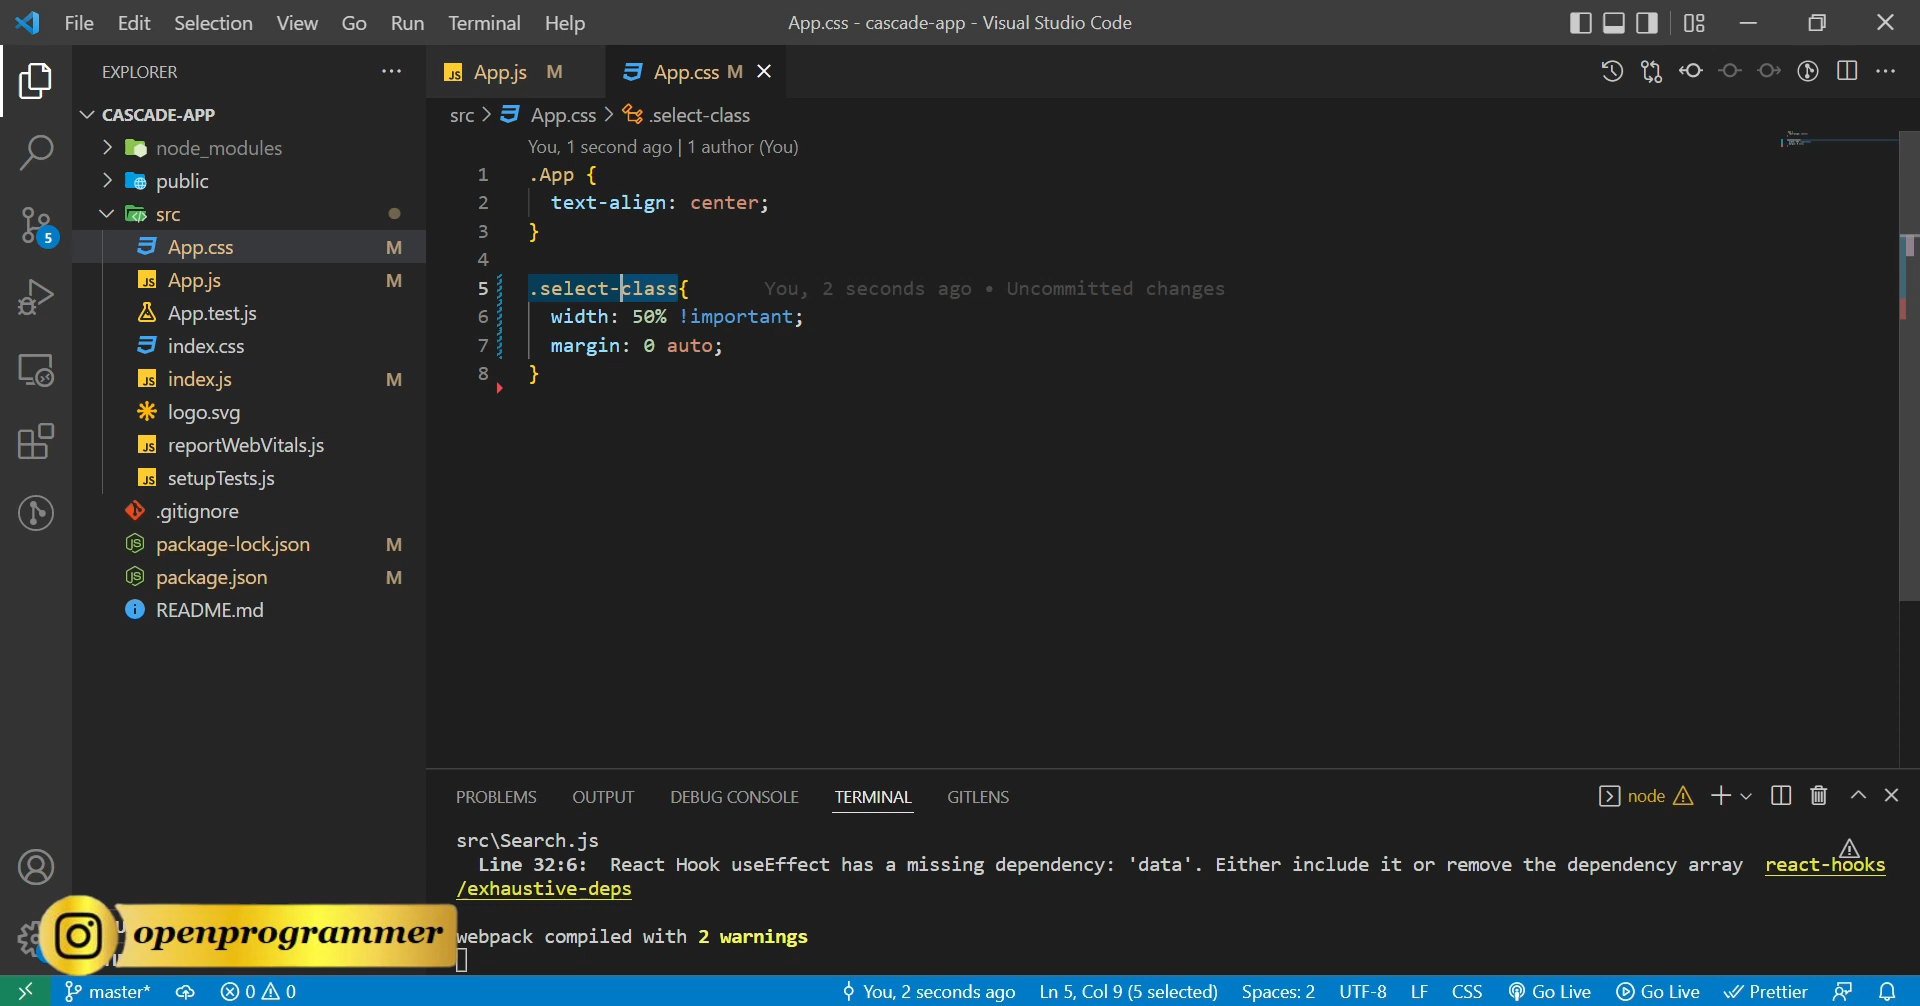 File Edit Selection View Go Run Terminal Help
App.css - cascade-app - Visual Studio Code
EXPLORER
App.js M
App.css M
CASCADE-APP
src > App.css > .select-class
node_modules
You, 1 second ago | 1 author (You)
public
src
App.css M
App.js M
App.test.js
index.css
index.js M
logo.svg
reportWebVitals.js
setupTests.js
.gitignore
package-lock.json M
package.json M
README.md
5
1 .App {
2 text-align: center;
3 }
4
5 .select-class{ You, 2 seconds ago • Uncommitted changes
6 width: 50% !important;
7 margin: 0 auto;
8 }
PROBLEMS OUTPUT DEBUG CONSOLE TERMINAL GITLENS
node
src\Search.js
Line 32:6: React Hook useEffect has a missing dependency: 'data'. Either include it or remove the dependency array react-hooks
/exhaustive-deps
webpack compiled with 2 warnings
openprogrammer
master* 0 0 You, 2 seconds ago Ln 5, Col 9 (5 selected) Spaces: 2 UTF-8 LF CSS Go Live Go Live Prettier